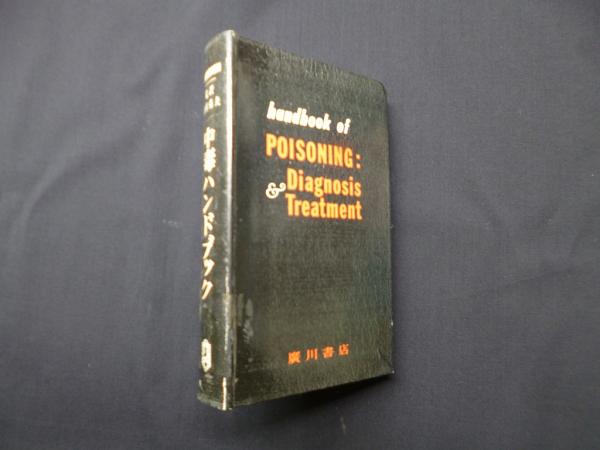 handbook of
POISONING:
Diagnosis
& Treatment
廣川書店
中毒ハンドブック